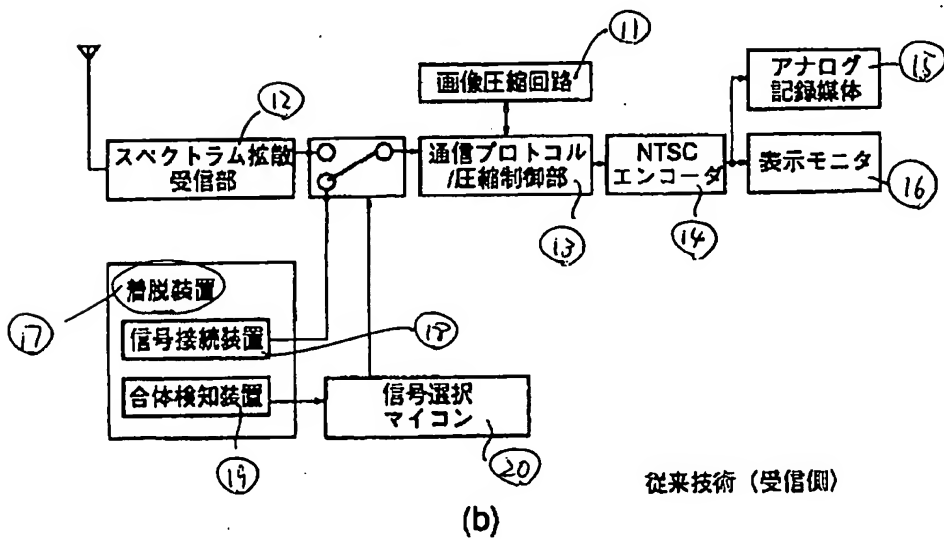 11
画像圧縮回路
15
アナログ
記録媒体
12
スペクトラム拡散
受信部
通信プロトコル
/圧縮制御部
NTSC
エンコーダ
表示モニタ
13
14
16
17
着脱装置
信号接続装置
18
合体検知装置
19
信号選択
マイコン
20
従来技術（受信側）
(b)